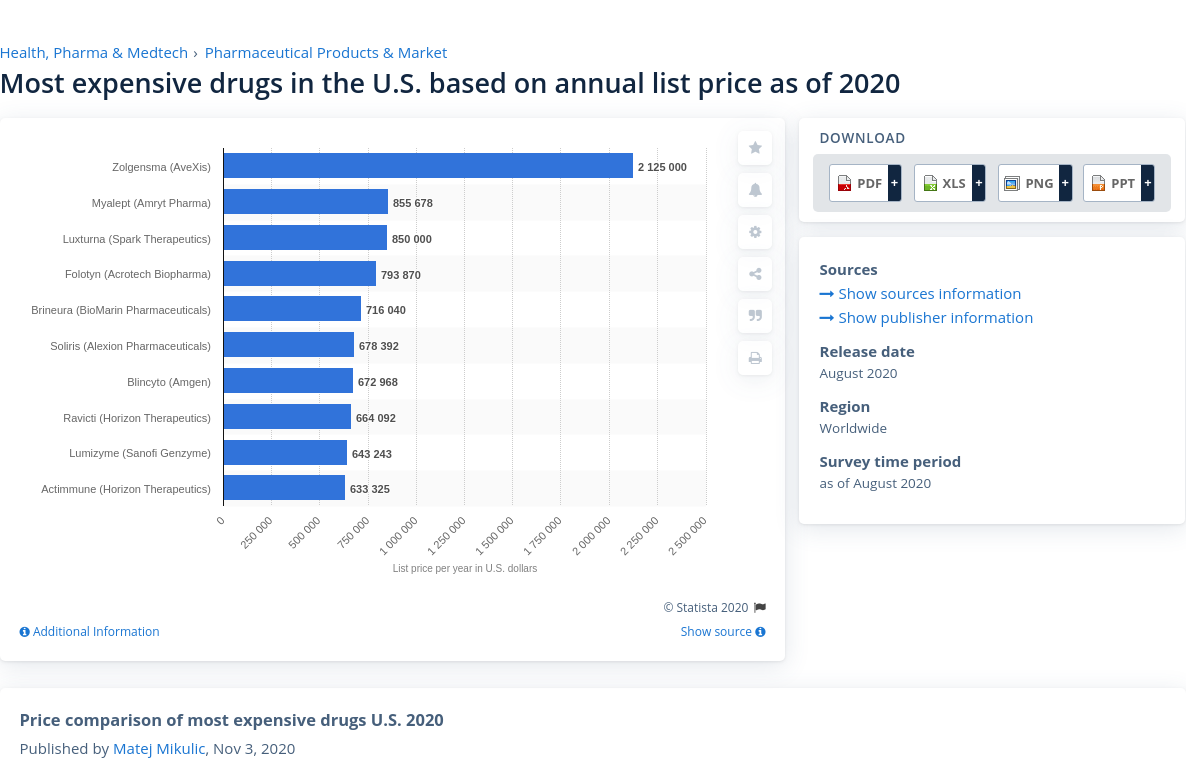 Health, Pharma & Medtech › Pharmaceutical Products & Market
Most expensive drugs in the U.S. based on annual list price as of 2020
Zolgensma (AveXis) 2 125 000
Myalept (Amryt Pharma) 855 678
Luxturna (Spark Therapeutics) 850 000
Folotyn (Acrotech Biopharma) 793 870
Brineura (BioMarin Pharmaceuticals) 716 040
Soliris (Alexion Pharmaceuticals) 678 392
Blincyto (Amgen) 672 968
Ravicti (Horizon Therapeutics) 664 092
Lumizyme (Sanofi Genzyme) 643 243
Actimmune (Horizon Therapeutics) 633 325
0 250 000 500 000 750 000 1 000 000 1 250 000 1 500 000 1 750 000 2 000 000 2 250 000 2 500 000
List price per year in U.S. dollars
© Statista 2020
Additional Information Show source
DOWNLOAD
PDF + XLS + PNG + PPT +
Sources
Show sources information
Show publisher information
Release date
August 2020
Region
Worldwide
Survey time period
as of August 2020
Price comparison of most expensive drugs U.S. 2020
Published by Matej Mikulic, Nov 3, 2020